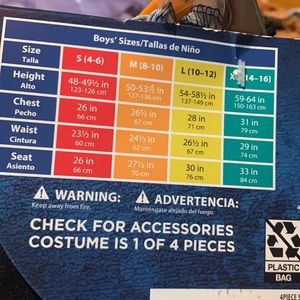 Boys' Sizes/Tallas de Niño
Size Talla S (4-6) M (8-10) L (10-12) (14-16)
Height Alto 48-49½ in 123-126 cm 50-53½ in 127-136 cm 54-58½ in 137-149 cm 59-64 in 150-163 cm
Chest Pecho 26 in 66 cm 26½ in 67 cm 28 in 71 cm 31 in 79 cm
Waist Cintura 23½ in 60 cm 24½ in 62 cm 26½ in 67 cm 29 in 74 cm
Seat Asiento 26 in 66 cm 27½ in 70 cm 30 in 76 cm 33 in 84 cm
WARNING: ADVERTENCIA:
Keep away from fire. Manténgase alejado del fuego.
CHECK FOR ACCESSORIES
COSTUME IS 1 OF 4 PIECES
PLASTIC
BAG
4PIECE